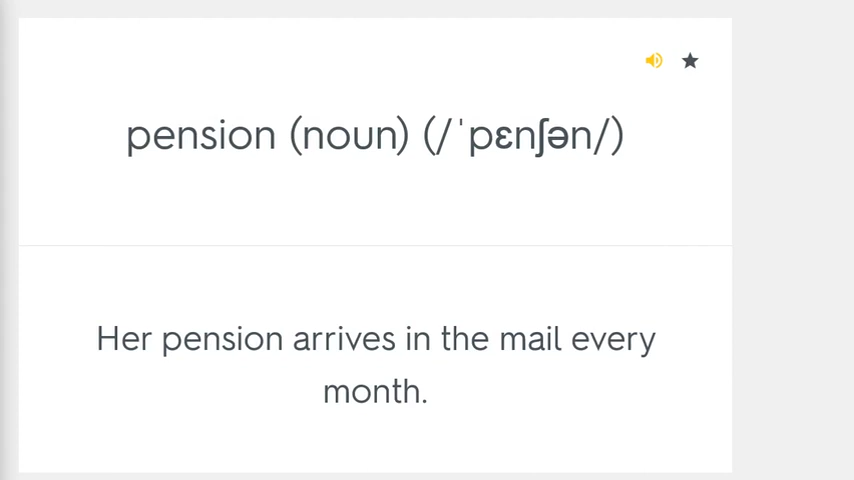 pension (noun) (/ˈpɛnʃən/)
Her pension arrives in the mail every
month.